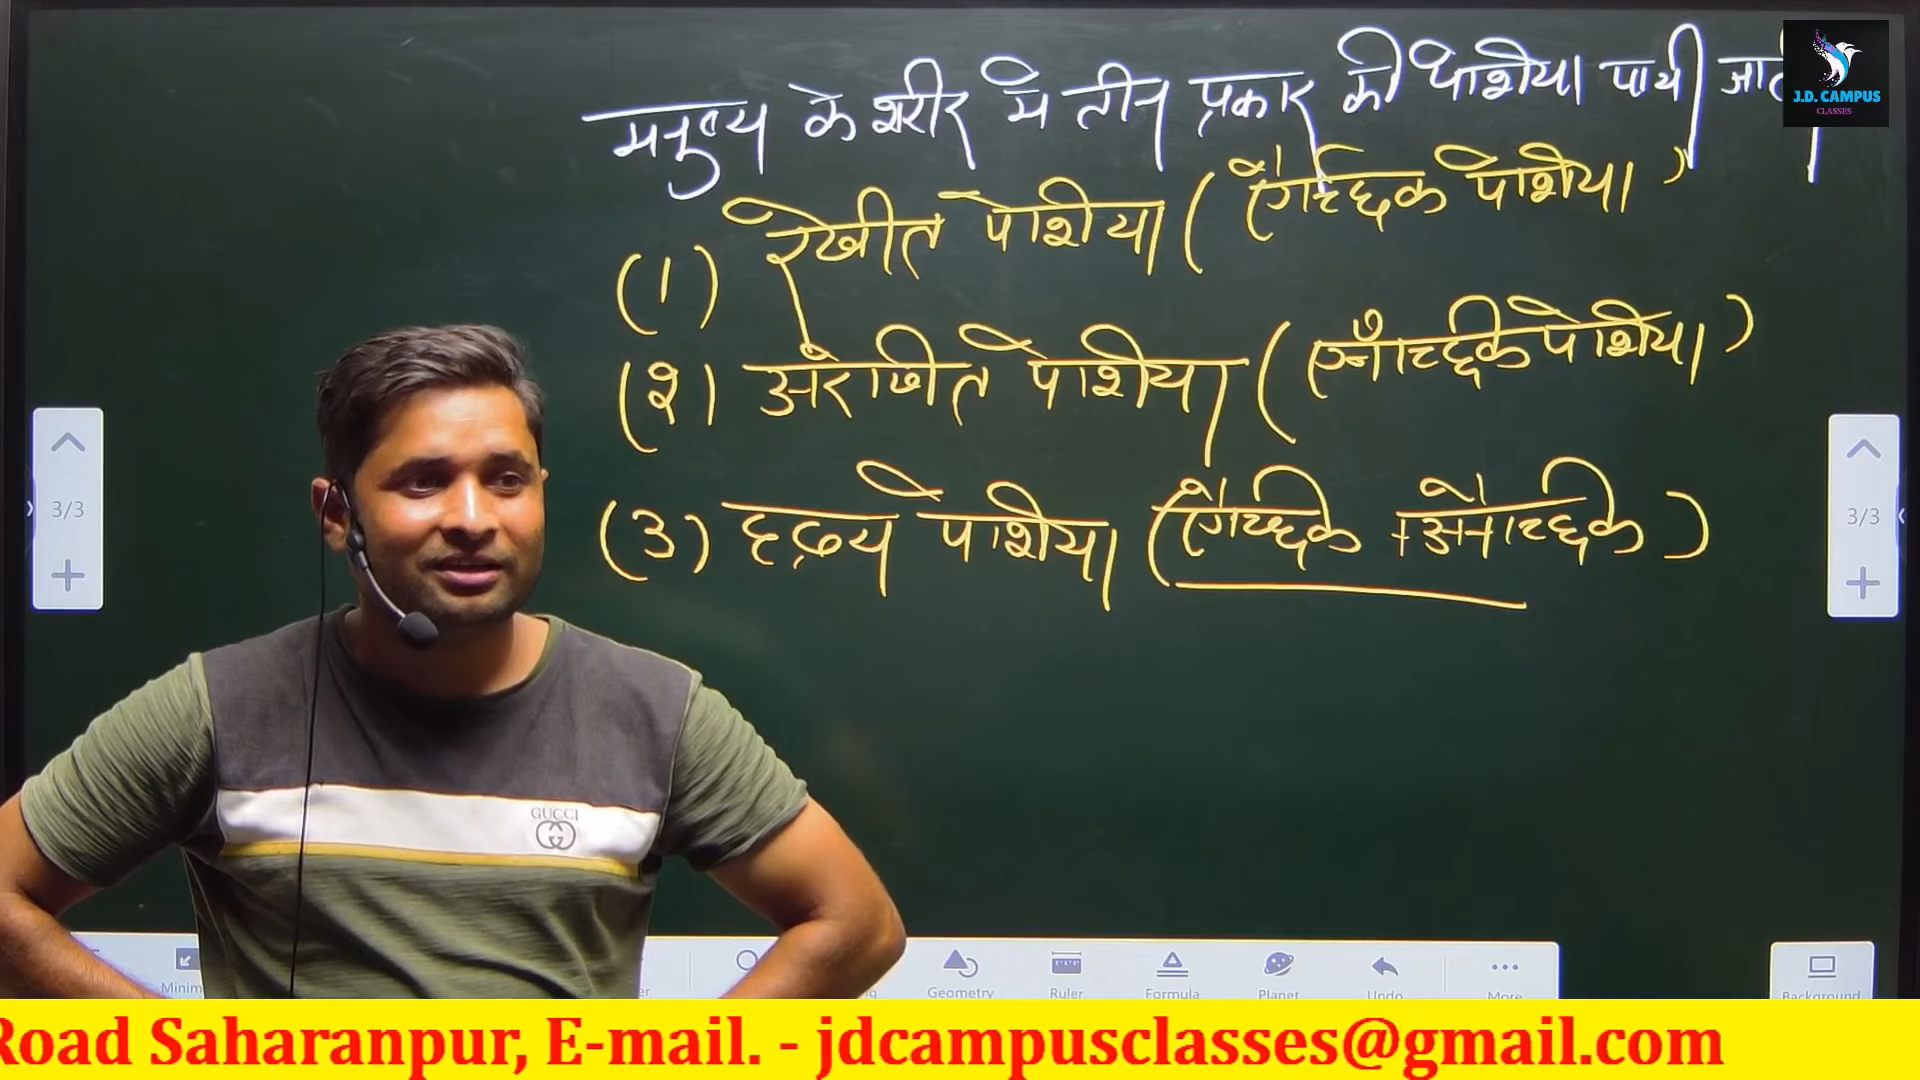 मनुष्य के शरीर मे तीन प्रकार की पेशीया पायी जाती
J.D. CAMPUS
CLASSES
(1) रेखीत पेशीया (ऐच्छिक पेशीया)
(2) अरेखीत पेशीया (अनैच्छिक पेशीया)
(3) हृदय पेशीया (ऐच्छिक + अनैच्छिक)
3/3
3/3
GUCCI
Geometry Ruler Formula Planet Undo More Background
Road Saharanpur, E-mail. - jdcampusclasses@gmail.com